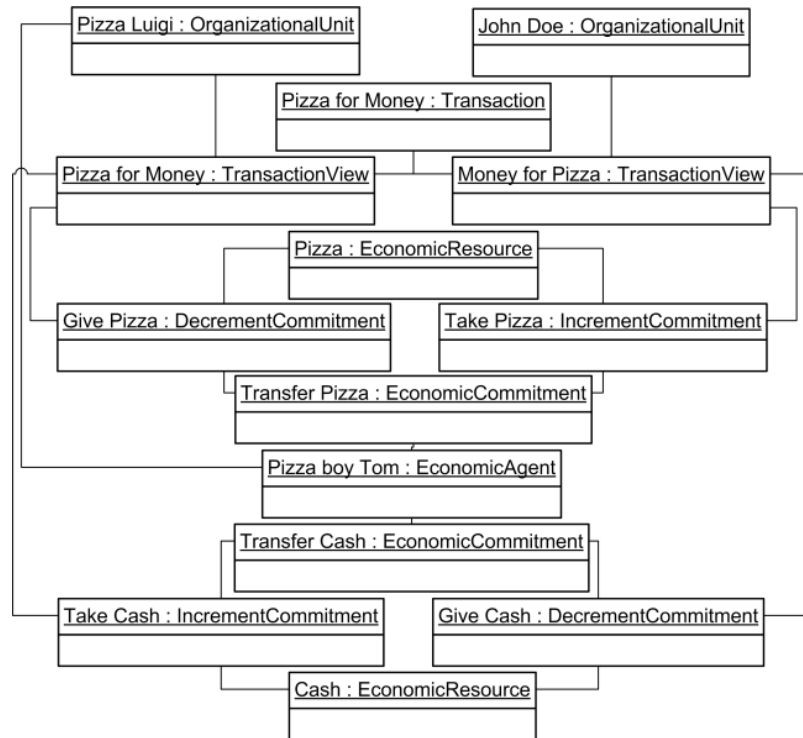 Pizza Luigi : OrganizationalUnit
John Doe : OrganizationalUnit
Pizza for Money : Transaction
Pizza for Money : TransactionView
Money for Pizza : TransactionView
Pizza : EconomicResource
Give Pizza : DecrementCommitment
Take Pizza : IncrementCommitment
Transfer Pizza : EconomicCommitment
Pizza boy Tom : EconomicAgent
Transfer Cash : EconomicCommitment
Take Cash : IncrementCommitment
Give Cash : DecrementCommitment
Cash : EconomicResource